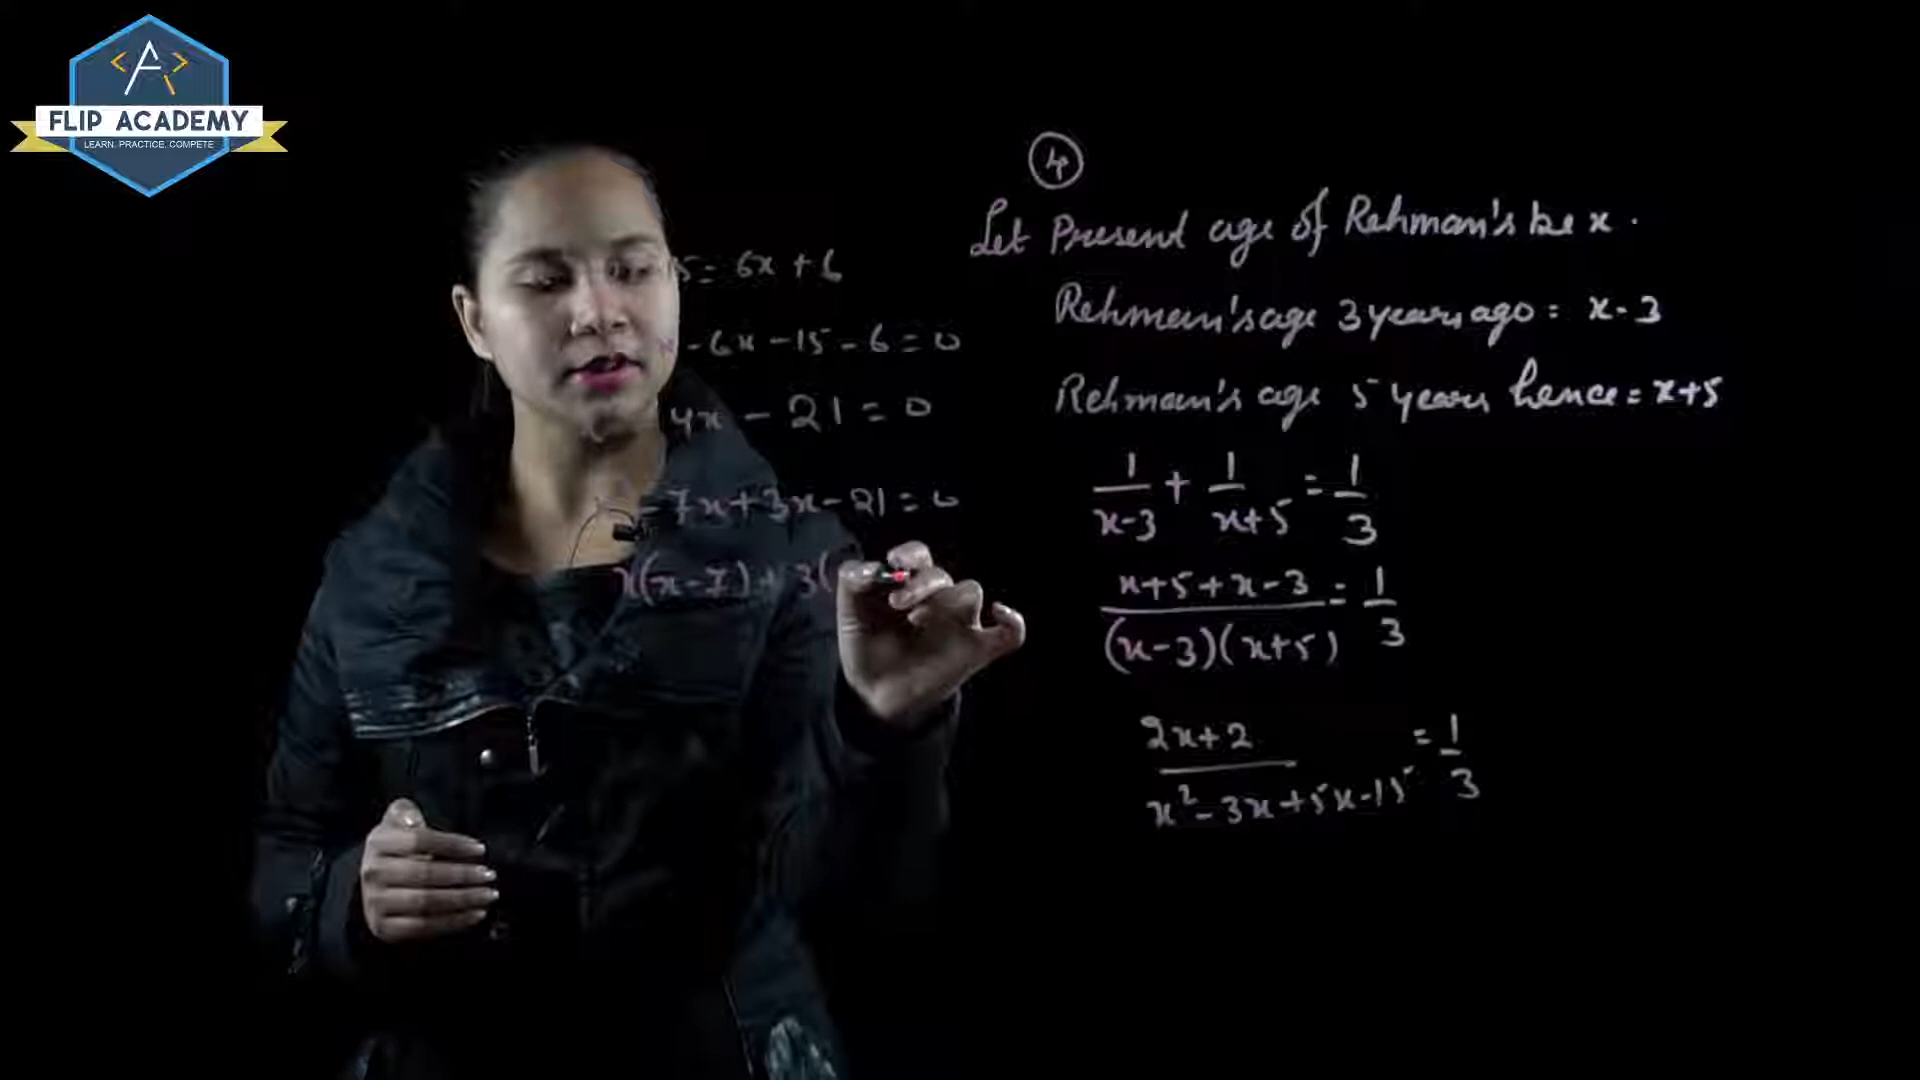 FLIP ACADEMY
LEARN. PRACTICE. COMPETE
4
Let Present age of Rehman's be x.
Rehman's age 3 years ago = x - 3
Rehman's age 5 years hence = x+5
1/(x-3) + 1/(x+5) = 1/3
(x+5+x-3)/((x-3)(x+5)) = 1/3
(2x+2)/(x²-3x+5x-15) = 1/3
5 = 6x + 6
- 6x - 15 - 6 = 0
4x - 21 = 0
- 7x + 3x - 21 = 0
x(x-7) + 3(